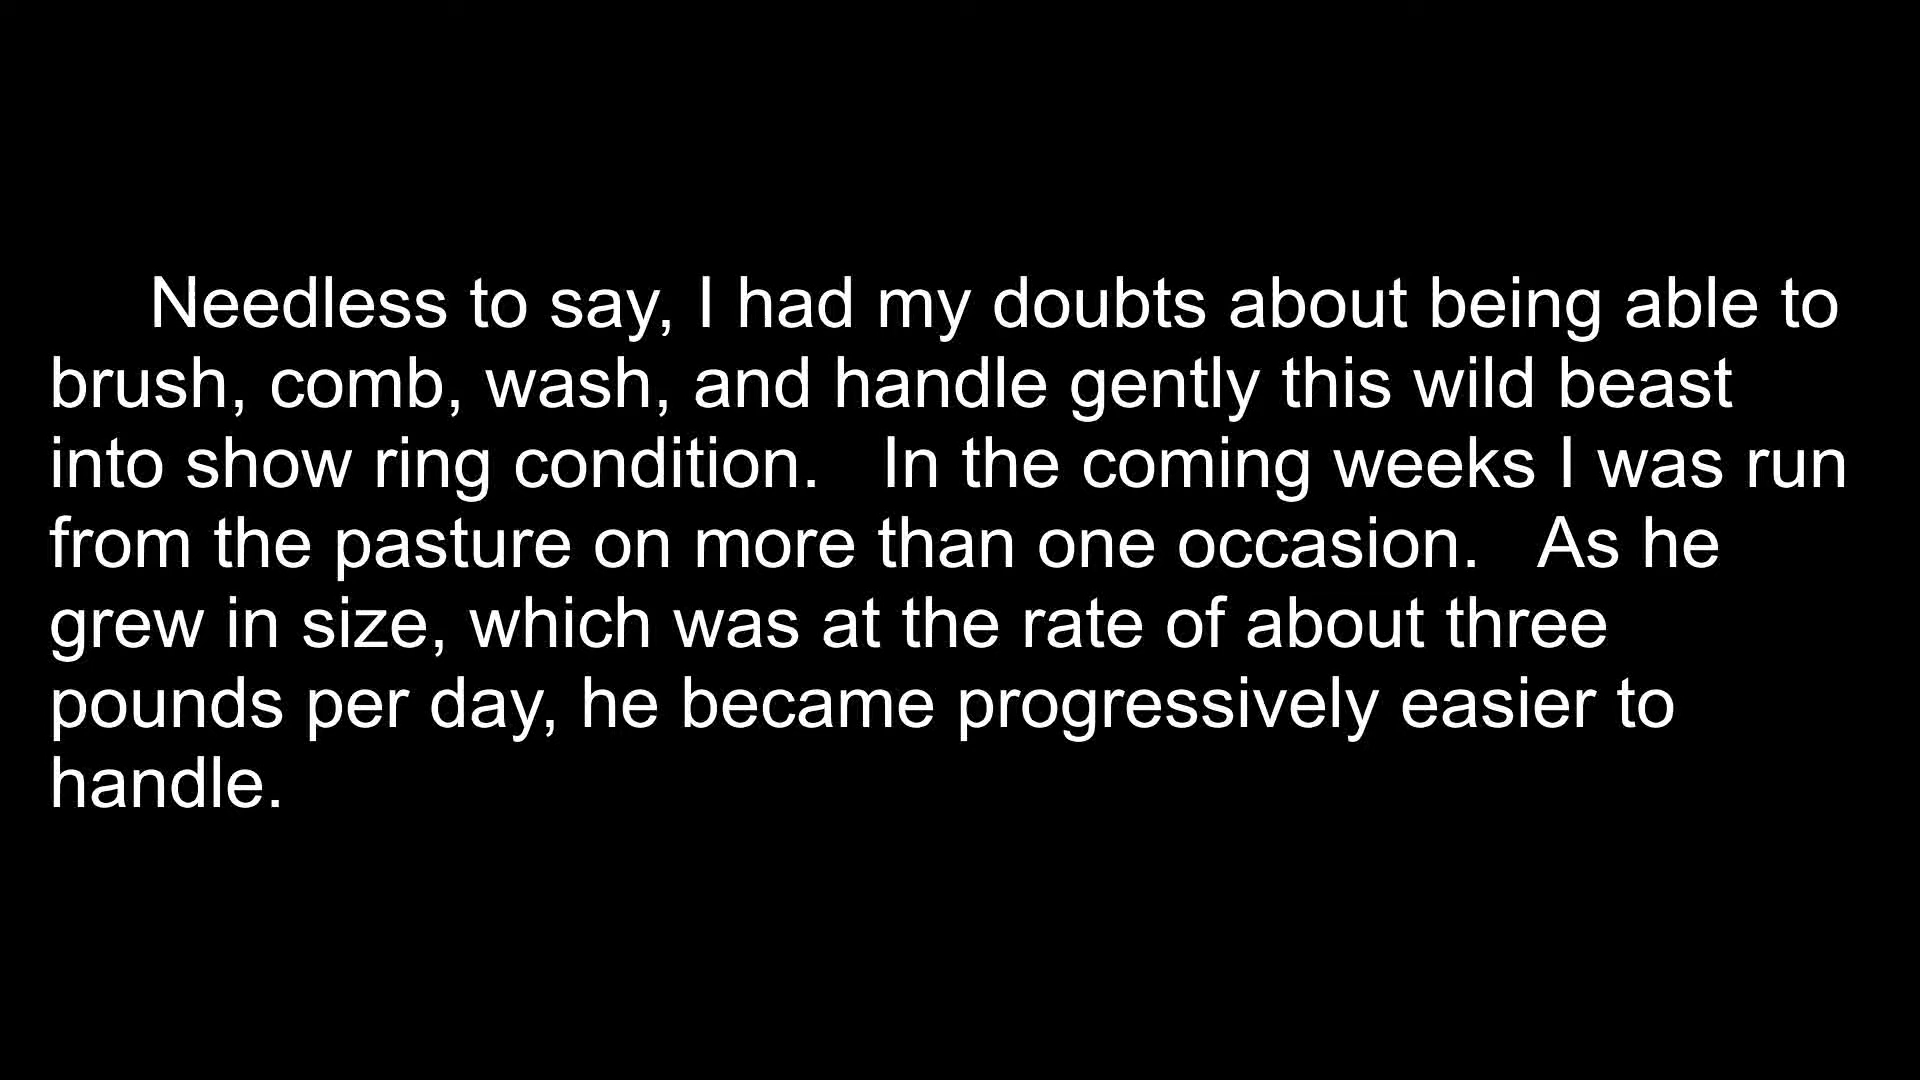 Needless to say, I had my doubts about being able to
brush, comb, wash, and handle gently this wild beast
into show ring condition.   In the coming weeks I was run
from the pasture on more than one occasion.   As he
grew in size, which was at the rate of about three
pounds per day, he became progressively easier to
handle.